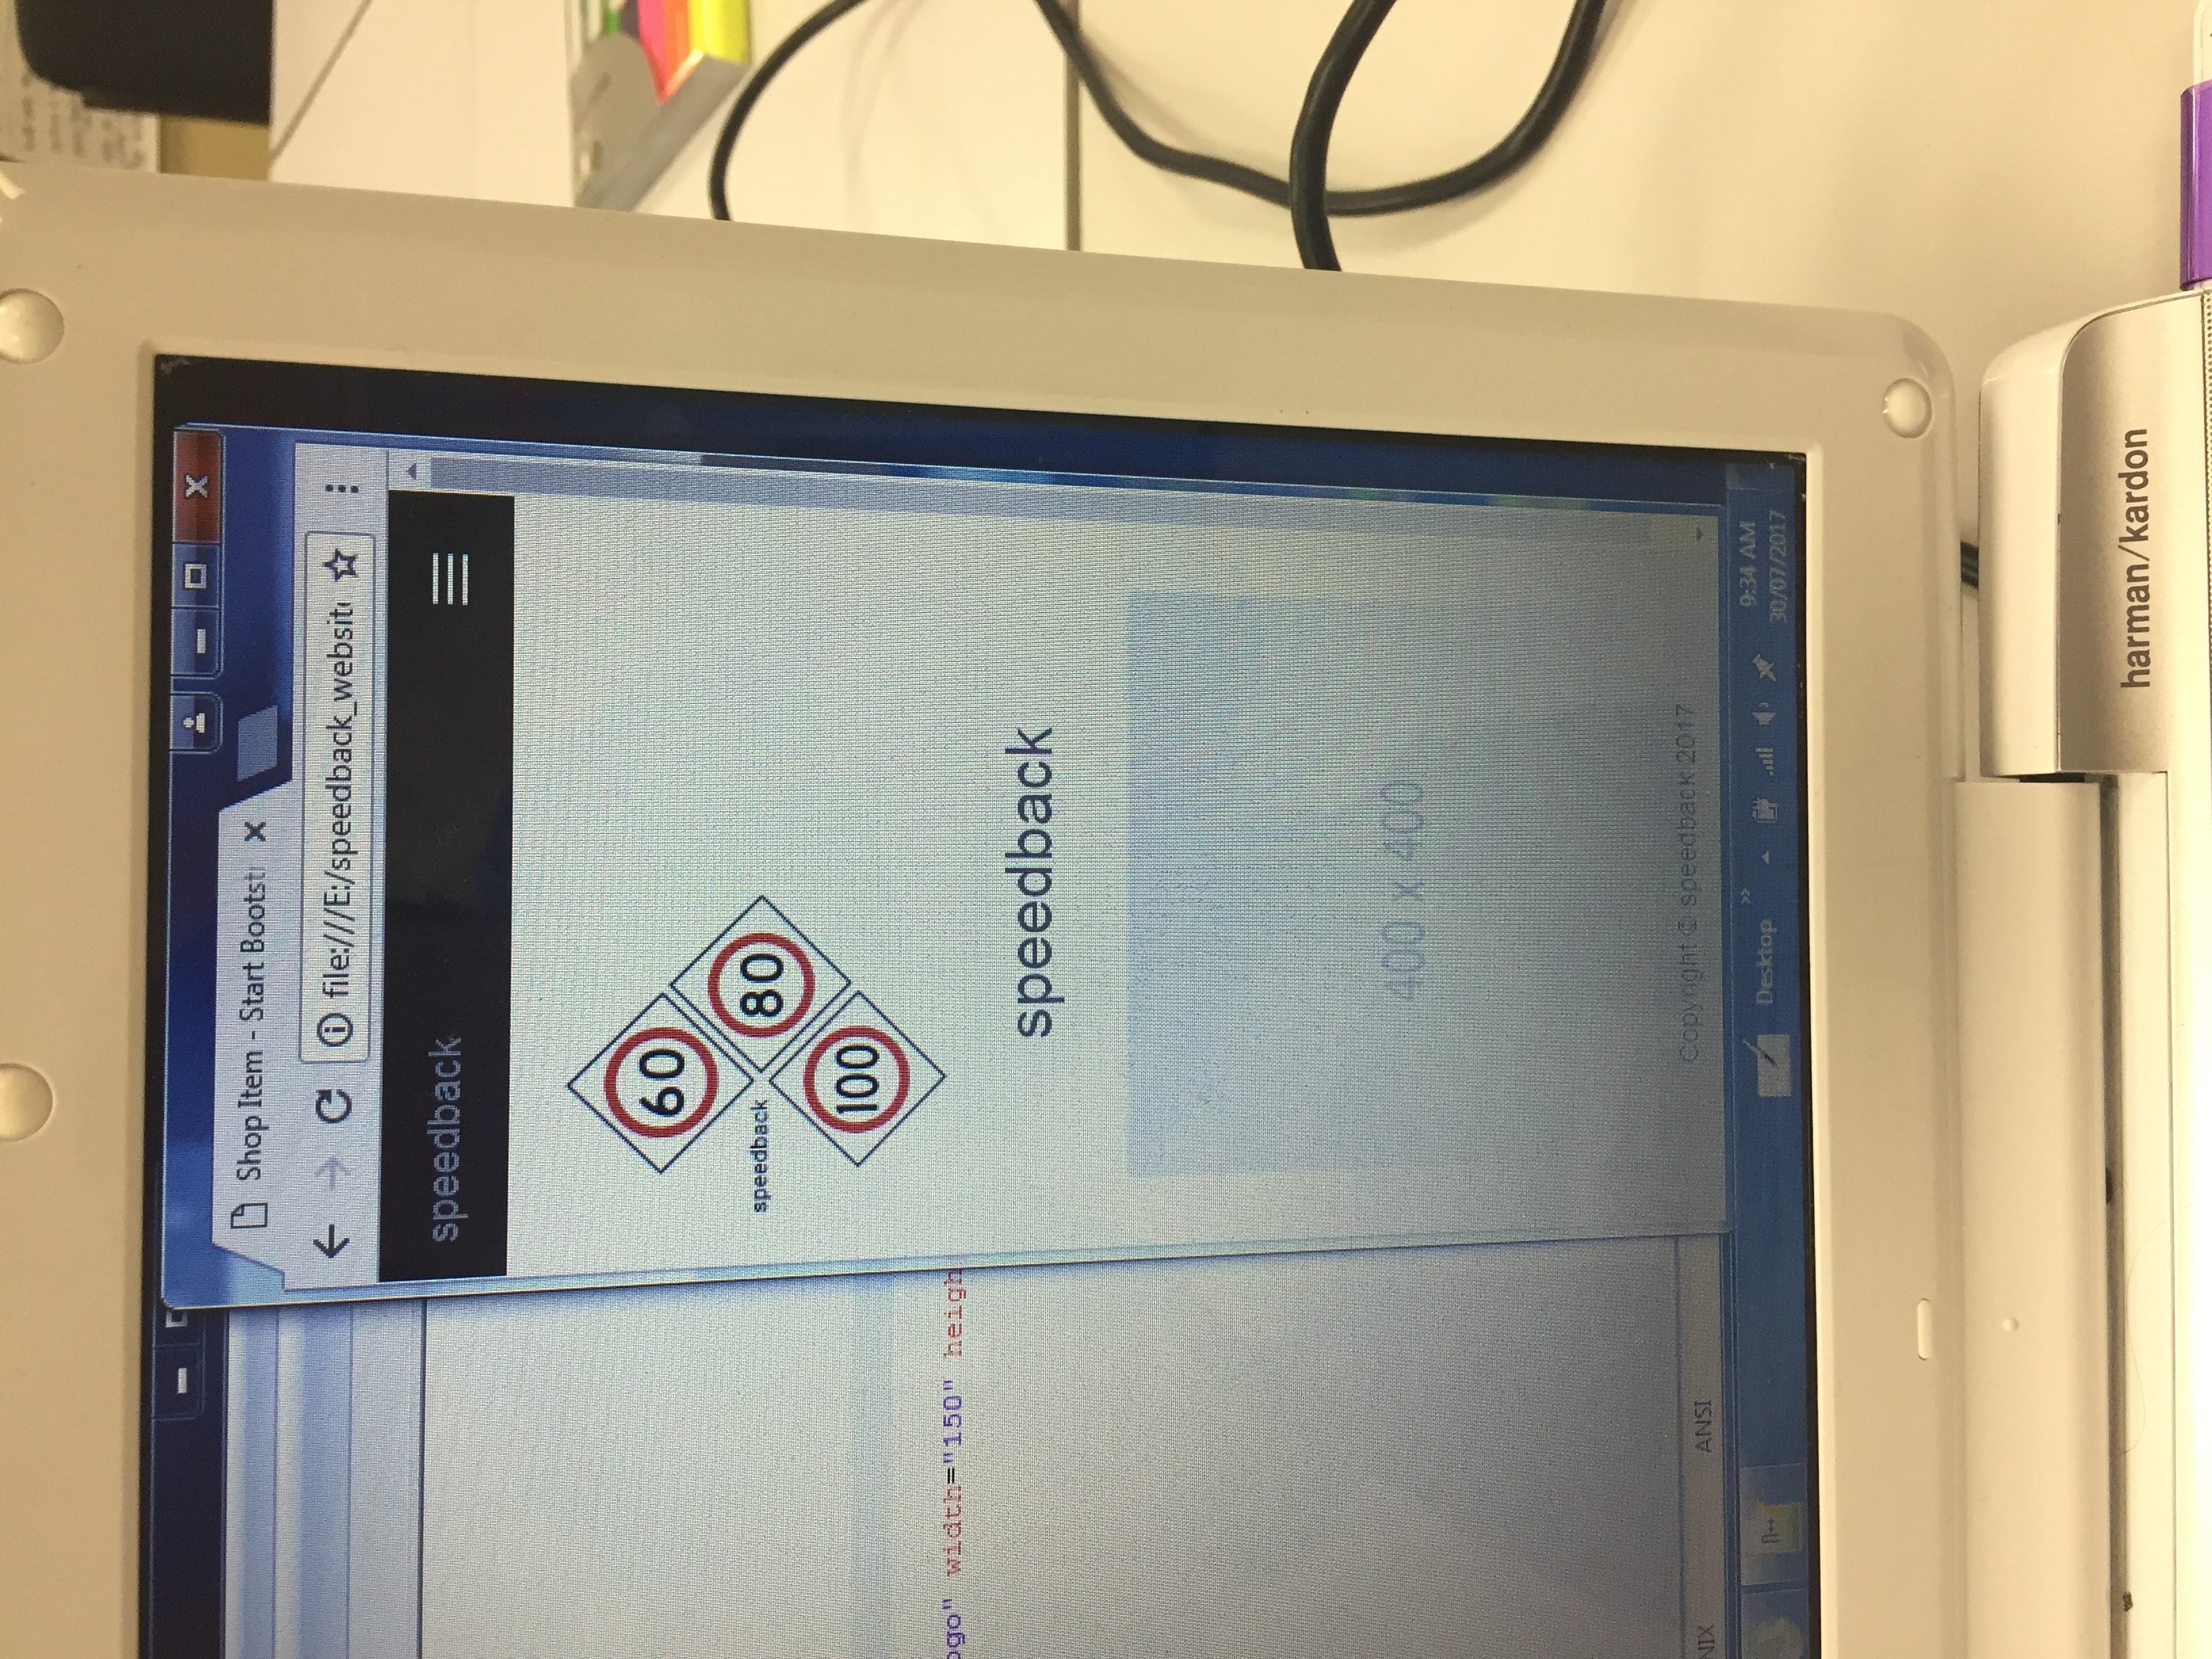 Shop Item - Start Bootst
file:///E:/speedback_website
speedback
60
speedback
80
100
ogo" width="150" heigh
speedback
400 x 400
Copyright © speedback 2017
NIX ANSI
Desktop
9:34 AM
30/07/2017
harman/kardon